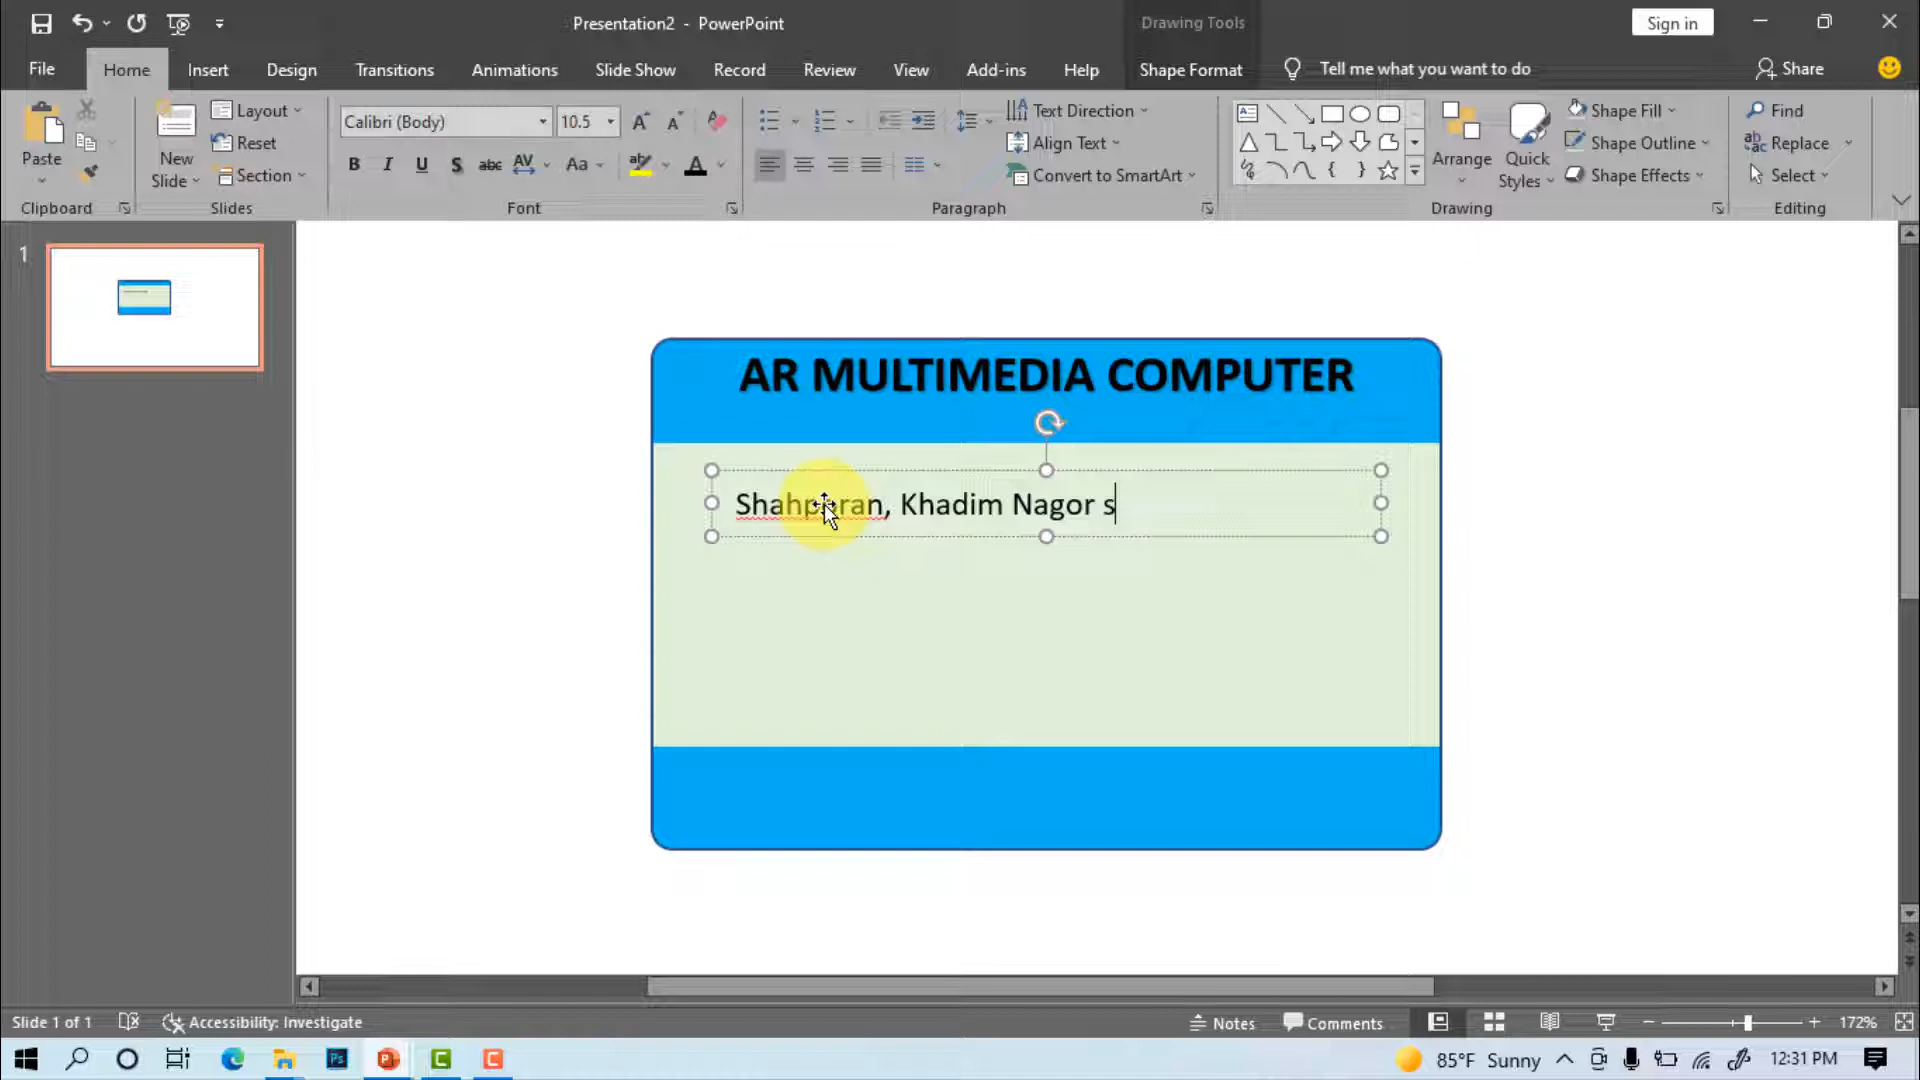 Presentation2 - PowerPoint
Drawing Tools
Sign in
File
Home
Insert
Design
Transitions
Animations
Slide Show
Record
Review
View
Add-ins
Help
Shape Format
Tell me what you want to do
Share
Paste
Clipboard
New
Slide
Layout
Reset
Section
Slides
Calibri (Body)
10.5
B I U S abc AV Aa A
Font
Text Direction
Align Text
Convert to SmartArt
Paragraph
Arrange
Quick
Styles
Shape Fill
Shape Outline
Shape Effects
Drawing
Find
Replace
Select
Editing
1
AR MULTIMEDIA COMPUTER
Shahparan, Khadim Nagor s
Slide 1 of 1
Accessibility: Investigate
Notes
Comments
172%
85°F Sunny
12:31 PM